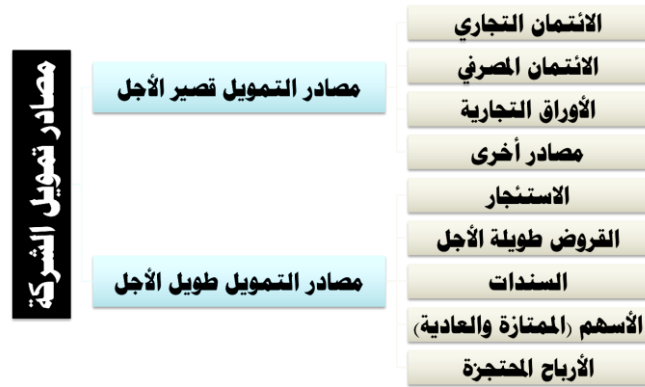 مصادر تمويل الشركة
مصادر التمويل قصير الأجل
الائتمان التجاري
الائتمان المصرفي
الأوراق التجارية
مصادر أخرى
مصادر التمويل طويل الأجل
الاستئجار
القروض طويلة الأجل
السندات
الأسهم (الممتازة والعادية)
الأرباح المحتجزة